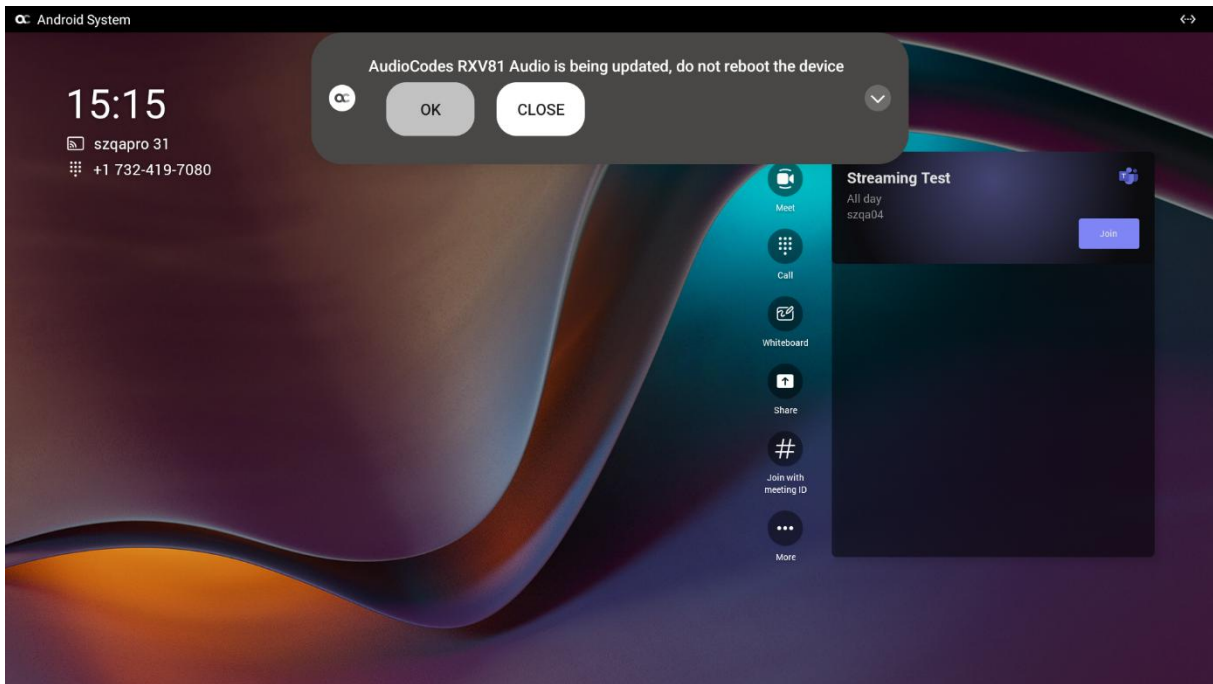 Android System
AudioCodes RXV81 Audio is being updated, do not reboot the device
OK
CLOSE
15:15
szqapro 31
+1 732-419-7080
Meet
Call
Whiteboard
Share
#
Join with
meeting ID
More
Streaming Test
All day
szqa04
Join